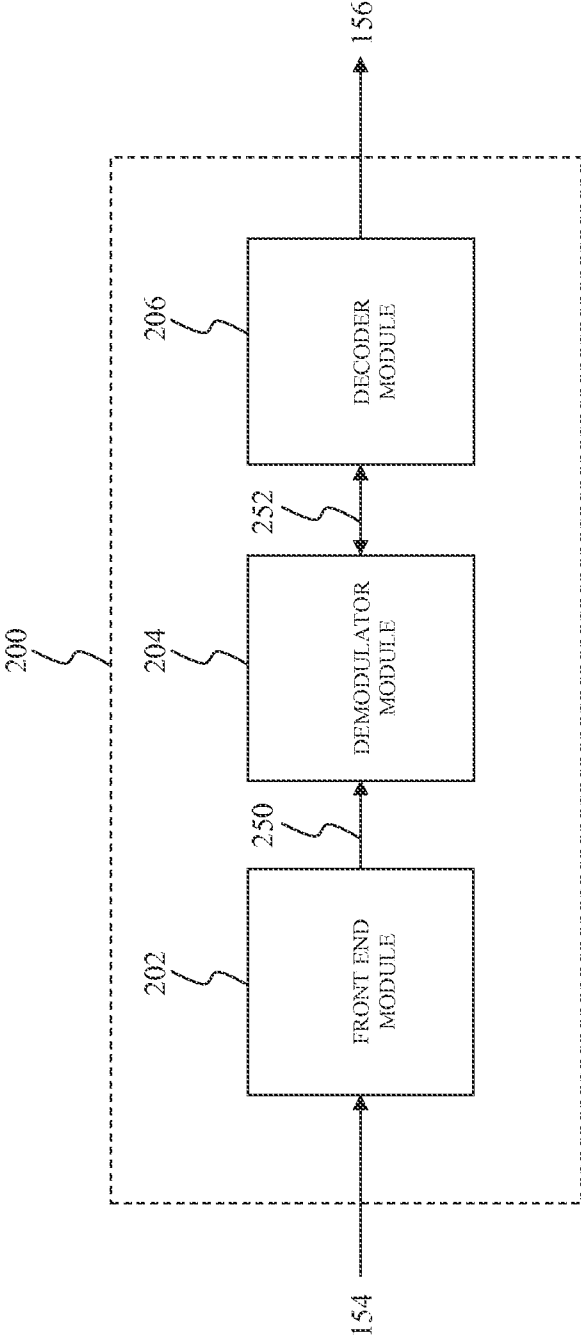 200
202
204
206
154
FRONT END
MODULE
250
DEMODULATOR
MODULE
252
DECODER
MODULE
156